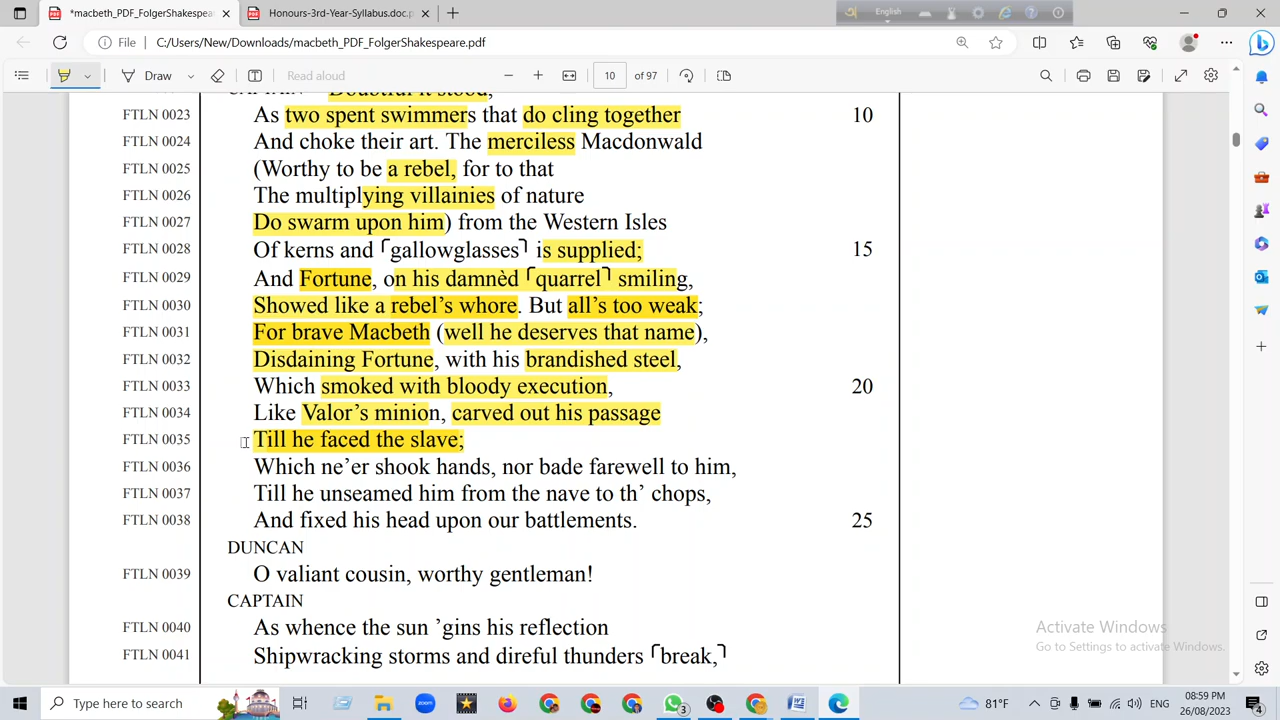 *macbeth_PDF_FolgerShakespea
Honours-3rd-Year-Syllabus.doc.p
English
File C:/Users/New/Downloads/macbeth_PDF_FolgerShakespeare.pdf
Draw
Read aloud
10 of 97
CAPTAIN Doubtful it stood,
FTLN 0023 As two spent swimmers that do cling together 10
FTLN 0024 And choke their art. The merciless Macdonwald
FTLN 0025 (Worthy to be a rebel, for to that
FTLN 0026 The multiplying villainies of nature
FTLN 0027 Do swarm upon him) from the Western Isles
FTLN 0028 Of kerns and ⌜gallowglasses⌝ is supplied; 15
FTLN 0029 And Fortune, on his damnèd ⌜quarrel⌝ smiling,
FTLN 0030 Showed like a rebel’s whore. But all’s too weak;
FTLN 0031 For brave Macbeth (well he deserves that name),
FTLN 0032 Disdaining Fortune, with his brandished steel,
FTLN 0033 Which smoked with bloody execution, 20
FTLN 0034 Like Valor’s minion, carved out his passage
FTLN 0035 Till he faced the slave;
FTLN 0036 Which ne’er shook hands, nor bade farewell to him,
FTLN 0037 Till he unseamed him from the nave to th’ chops,
FTLN 0038 And fixed his head upon our battlements. 25
DUNCAN
FTLN 0039 O valiant cousin, worthy gentleman!
CAPTAIN
FTLN 0040 As whence the sun ’gins his reflection
FTLN 0041 Shipwracking storms and direful thunders ⌜break,⌝
Activate Windows
Go to Settings to activate Windows.
Type here to search
3
81°F
ENG
08:59 PM
26/08/2023
4